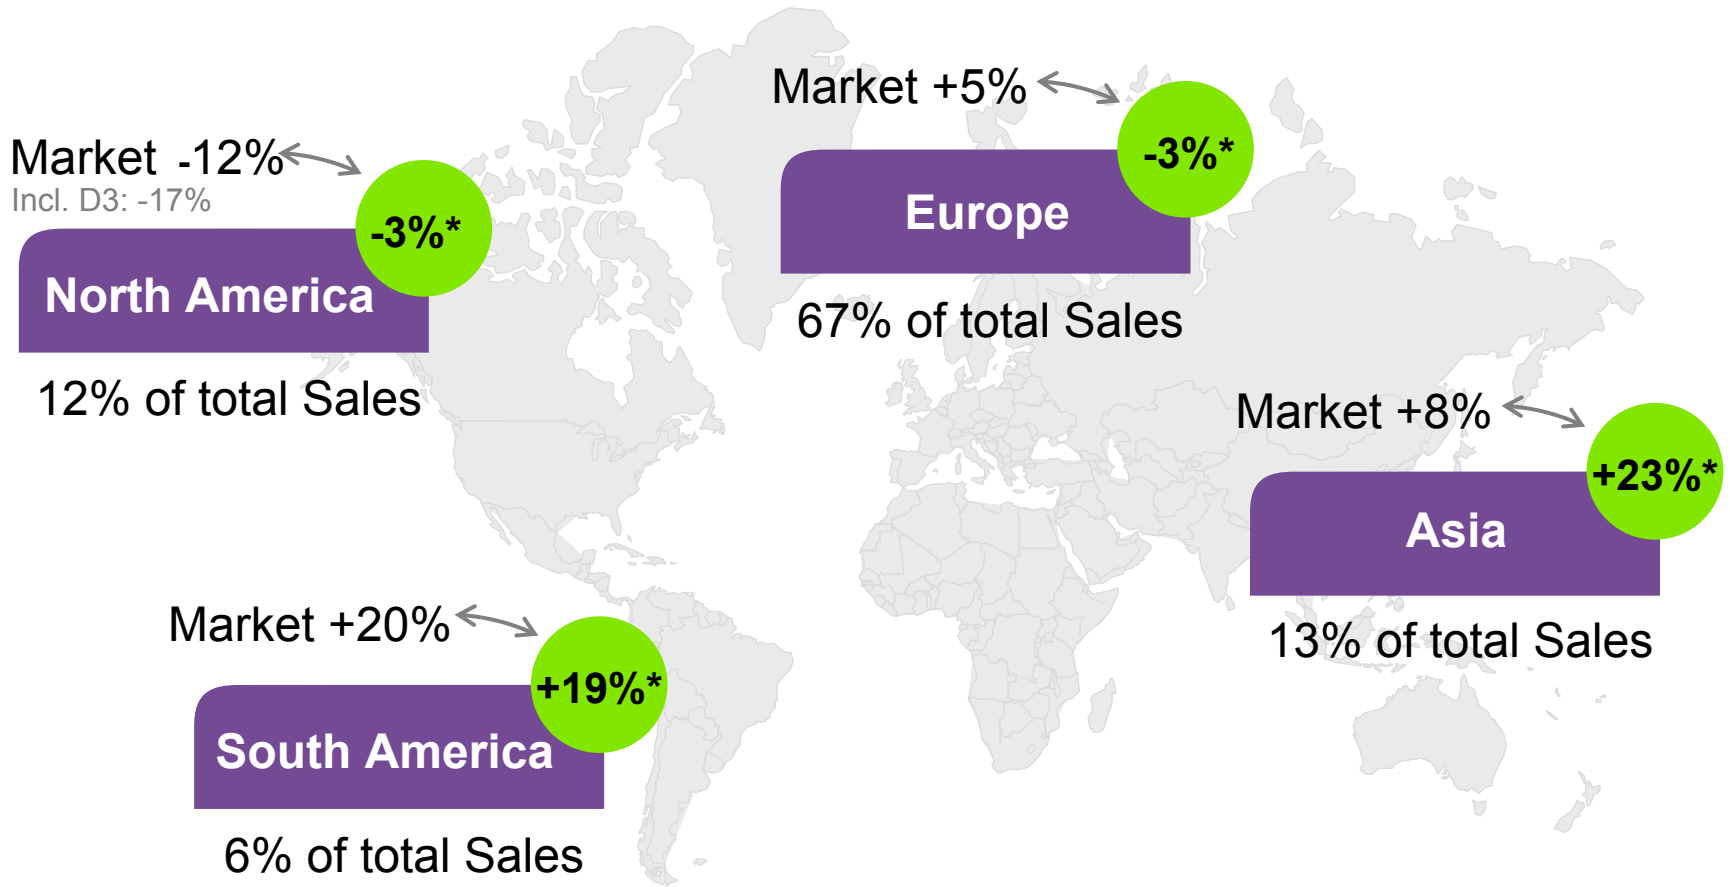 Market -12%
Incl. D3: -17%
-3%*
North America
12% of total Sales
Market +5%
-3%*
Europe
67% of total Sales
Market +8%
+23%*
Asia
13% of total Sales
Market +20%
+19%*
South America
6% of total Sales